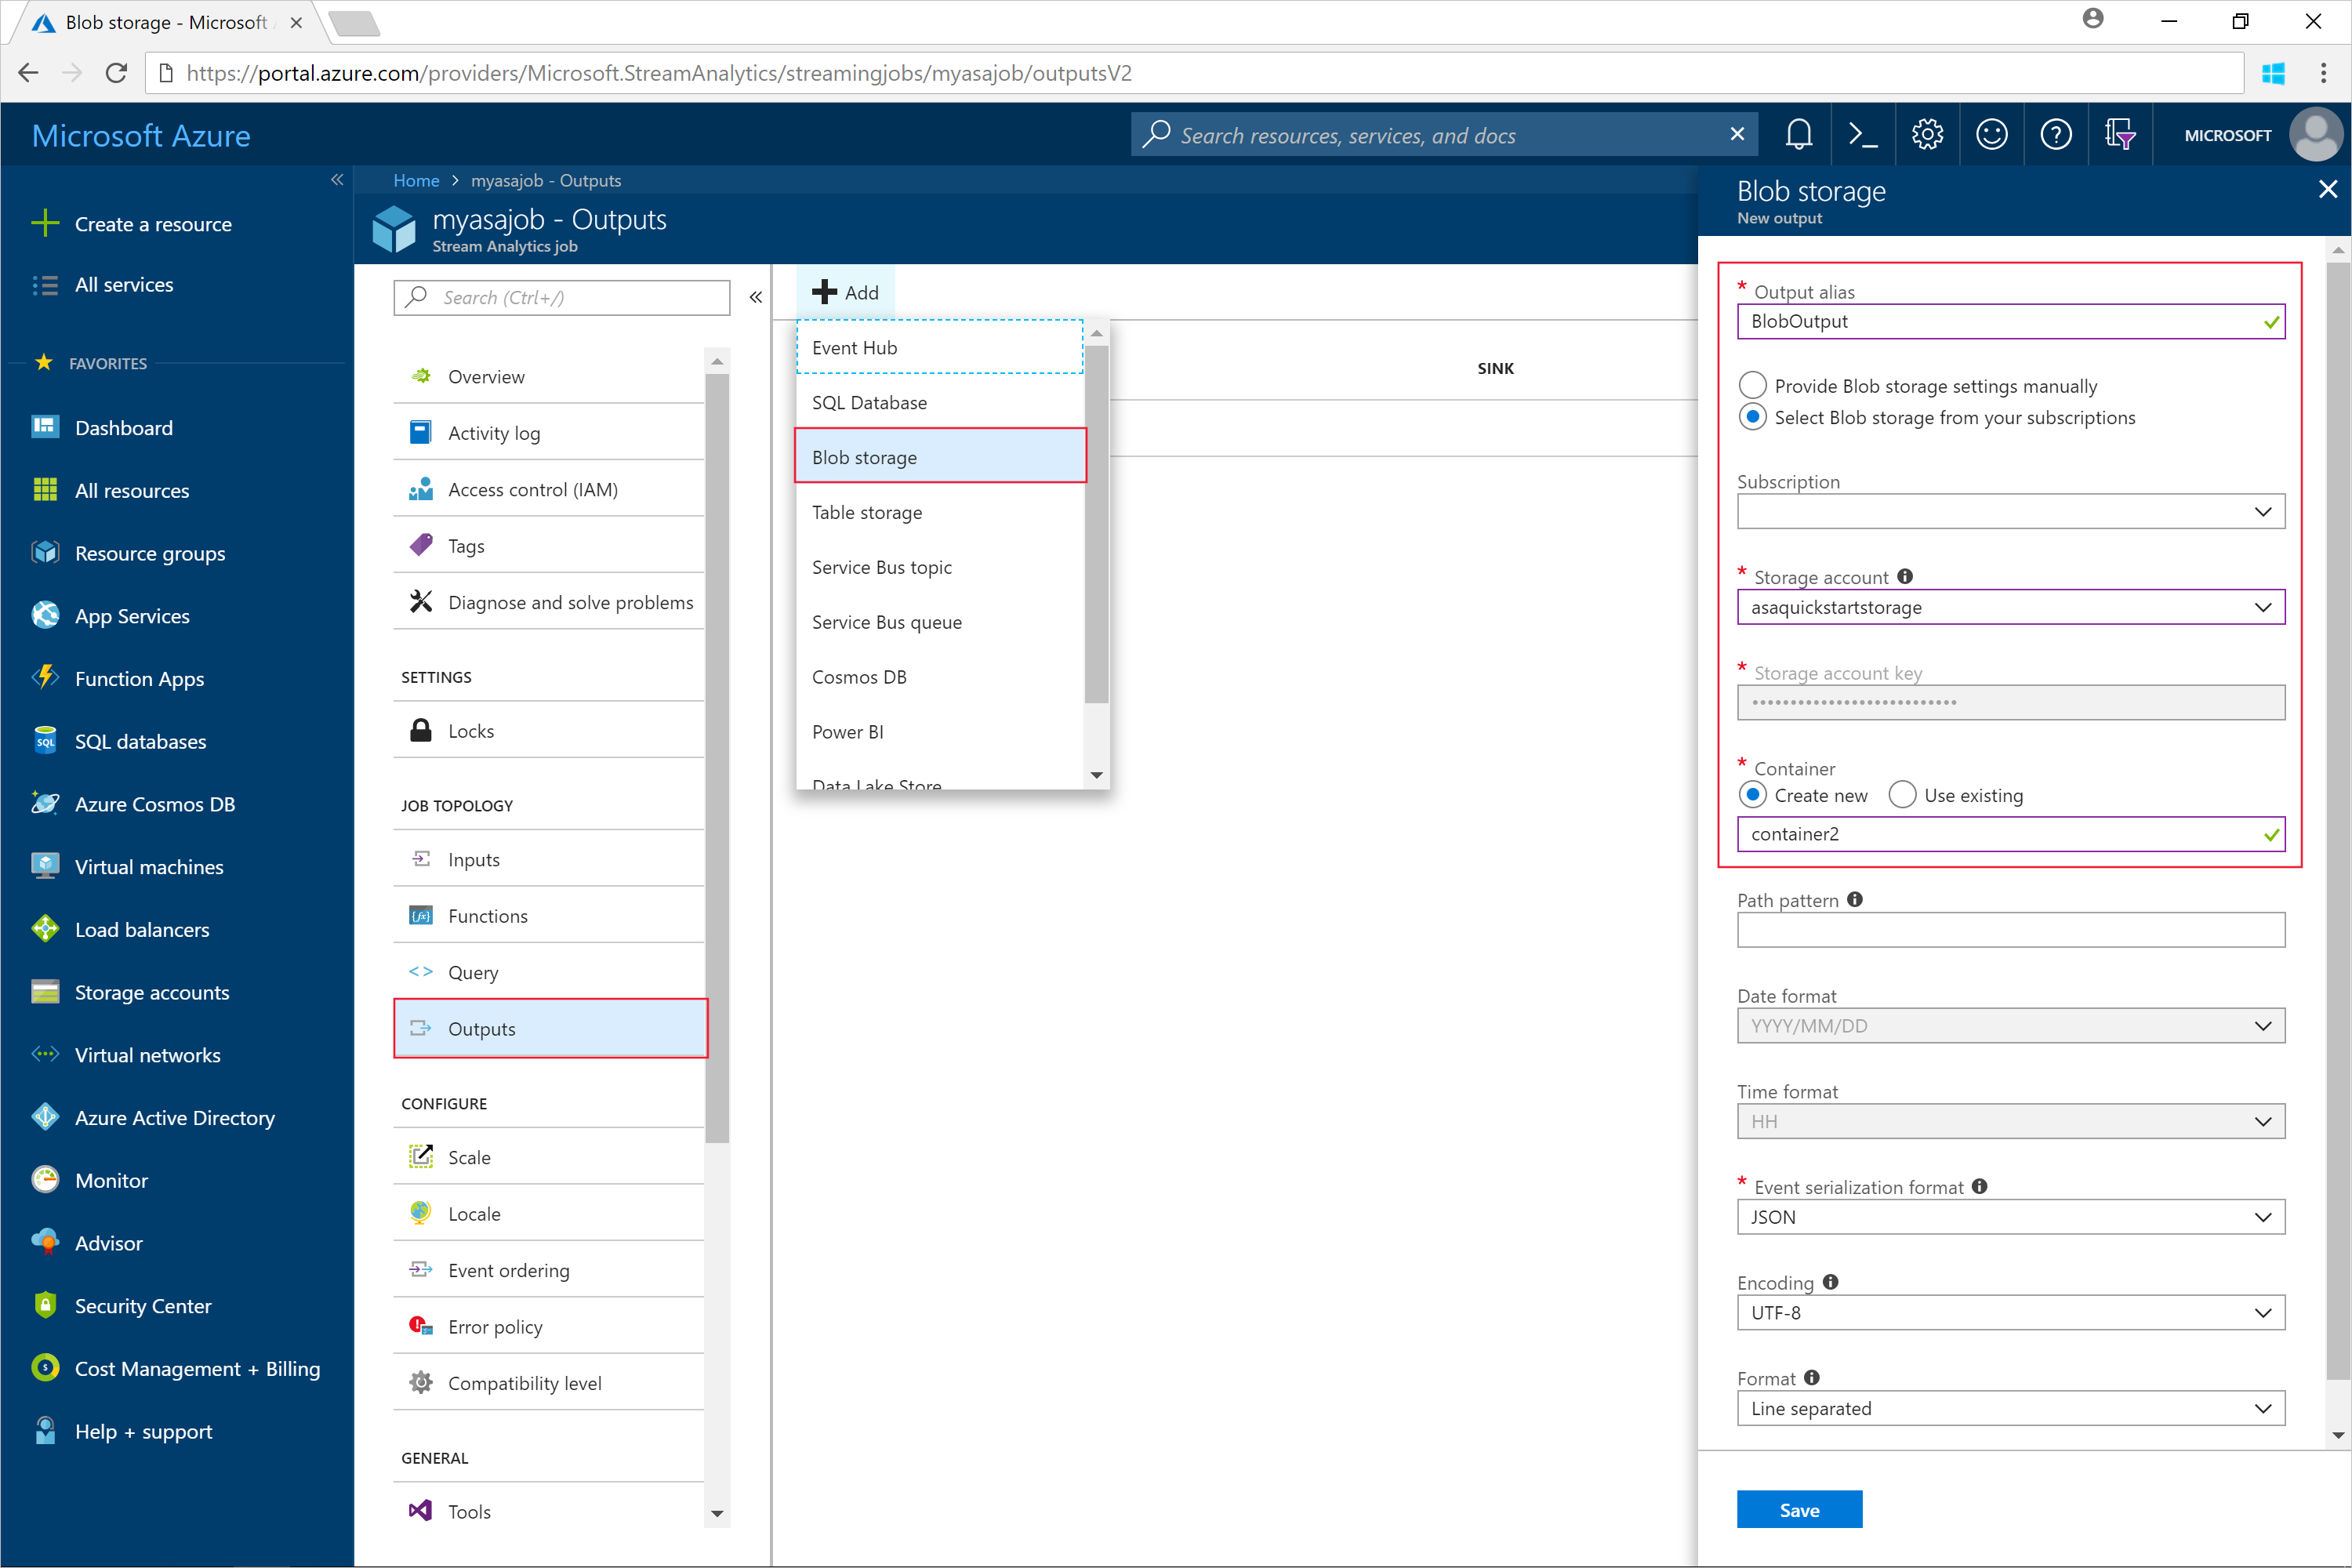 Blob storage - Microsoft
https://portal.azure.com/providers/Microsoft.StreamAnalytics/streamingjobs/myasajob/outputsV2
Microsoft Azure
Search resources, services, and docs
MICROSOFT
Create a resource
All services
FAVORITES
Dashboard
All resources
Resource groups
App Services
Function Apps
SQL
SQL databases
Azure Cosmos DB
Virtual machines
Load balancers
Storage accounts
Virtual networks
Azure Active Directory
Monitor
Advisor
Security Center
Cost Management + Billing
Help + support
Home > myasajob - Outputs
myasajob - Outputs
Stream Analytics job
Search (Ctrl+/)
Overview
Activity log
Access control (IAM)
Tags
Diagnose and solve problems
SETTINGS
Locks
JOB TOPOLOGY
Inputs
Functions
Query
Outputs
CONFIGURE
Scale
Locale
Event ordering
Error policy
Compatibility level
GENERAL
Tools
Add
Event Hub
SQL Database
Blob storage
Table storage
Service Bus topic
Service Bus queue
Cosmos DB
Power BI
Data Lake Store
SINK
Blob storage
New output
* Output alias
BlobOutput
Provide Blob storage settings manually
Select Blob storage from your subscriptions
Subscription
* Storage account
asaquickstartstorage
* Storage account key
* Container
Create new
Use existing
container2
Path pattern
Date format
YYYY/MM/DD
Time format
HH
* Event serialization format
JSON
Encoding
UTF-8
Format
Line separated
Save